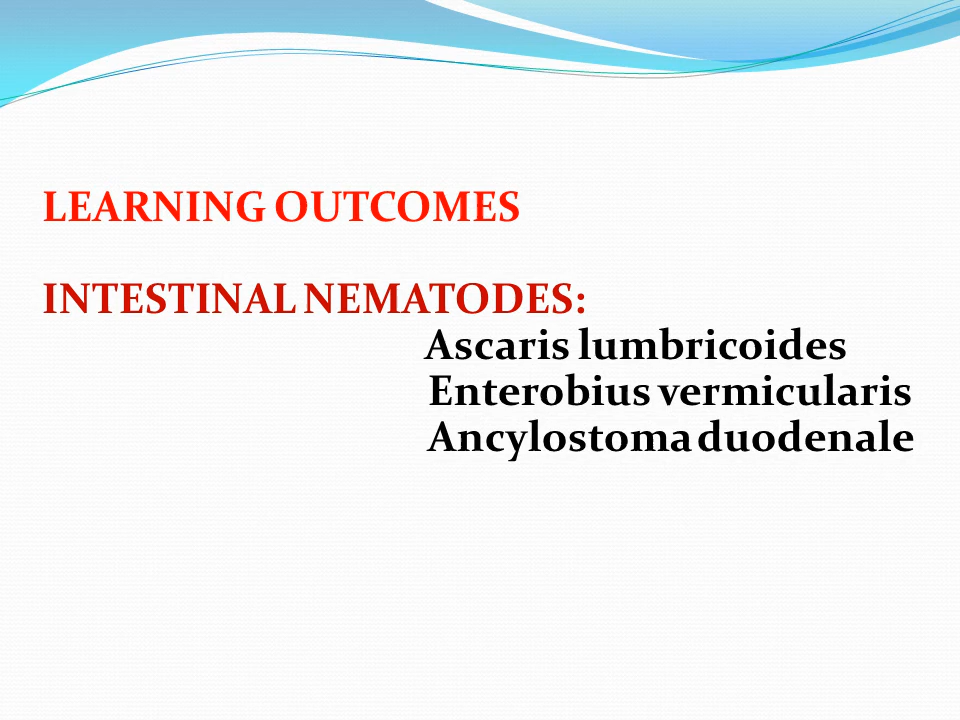 LEARNING OUTCOMES
INTESTINAL NEMATODES:
Ascaris lumbricoides
Enterobius vermicularis
Ancylostoma duodenale